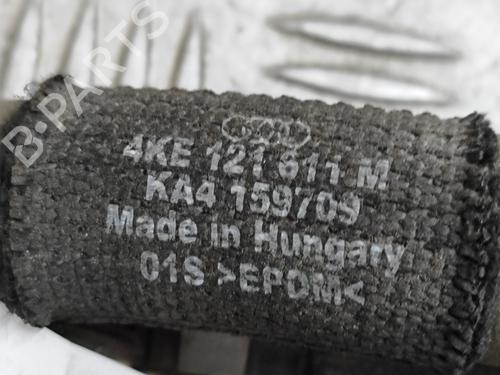 B-PARTS
4KE 121 611 M
KA4 159709
Made in Hungary
01S >EPDM<